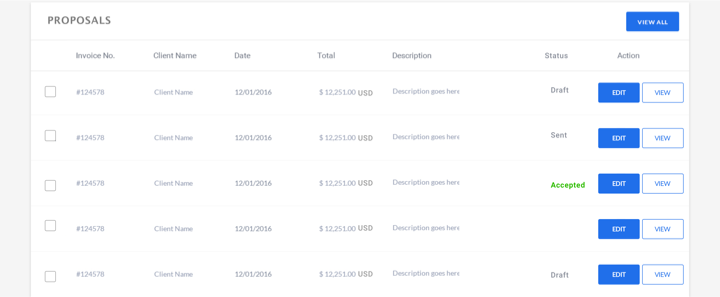 PROPOSALS VIEW ALL
Invoice No. Client Name Date Total Description Status Action
#124578 Client Name 12/01/2016 $ 12,251.00 USD Description goes hers Draft EDIT VIEW
#124578 Client Name 12/01/2016 $ 12,251.00 USD Description goes hers Sent EDIT VIEW
#124578 Client Name 12/01/2016 $ 12,251.00 USD Description goes hers Accepted EDIT VIEW
#124578 Client Name 12/01/2016 $ 12,251.00 USD Description goes hers EDIT VIEW
#124578 Client Name 12/01/2016 $ 12,251.00 USD Description goes hers Draft EDIT VIEW